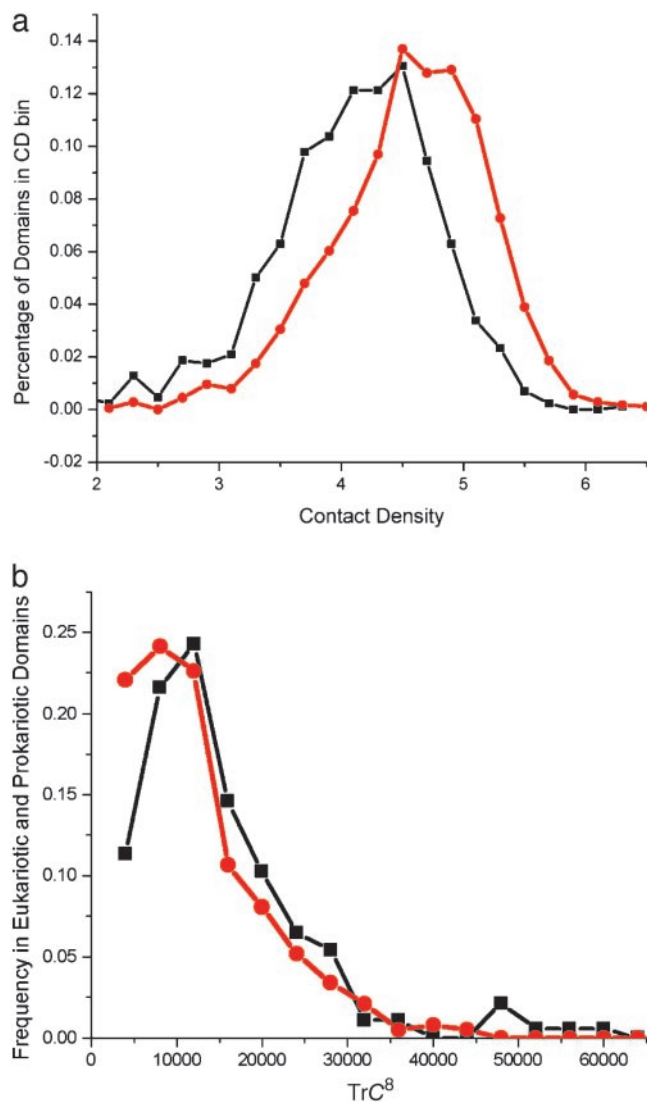 a
Percentage of Domains in CD bin
0.14
0.12
0.10
0.08
0.06
0.04
0.02
0.00
-0.02
2 3 4 5 6
Contact Density
b
Frequency in Eukariotic and Prokariotic Domains
0.25
0.20
0.15
0.10
0.05
0.00
0 10000 20000 30000 40000 50000 60000
TrC⁸